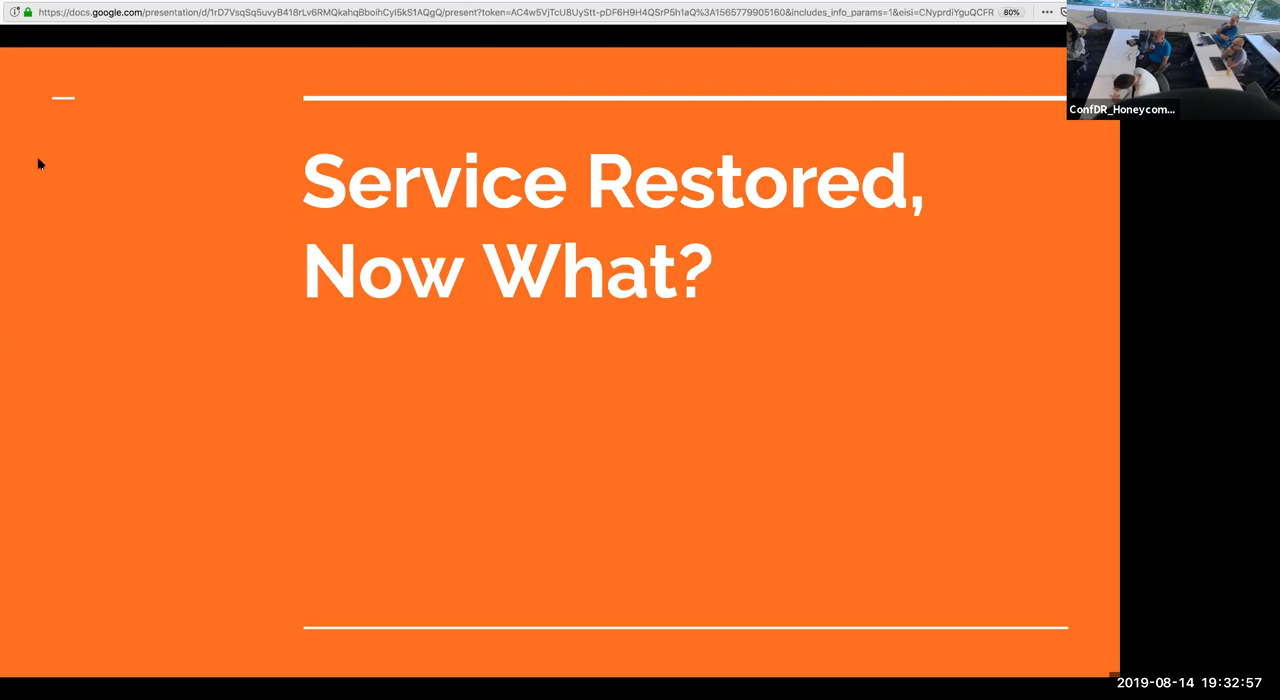 https://docs.google.com/presentation/d/1rD7VsqSq5uvyB418rLv6RMQkahqBboihCyI5kS1AQgQ/present?token=AC4w5VjTcU8UyStt-pDF6H9H4QSrP5h1aQ%3A1565779905160&includes_info_params=1&eisi=CNyprdiYguQCFR 80%
ConfDR_Honeycom...
Service Restored,
Now What?
2019-08-14 19:32:57